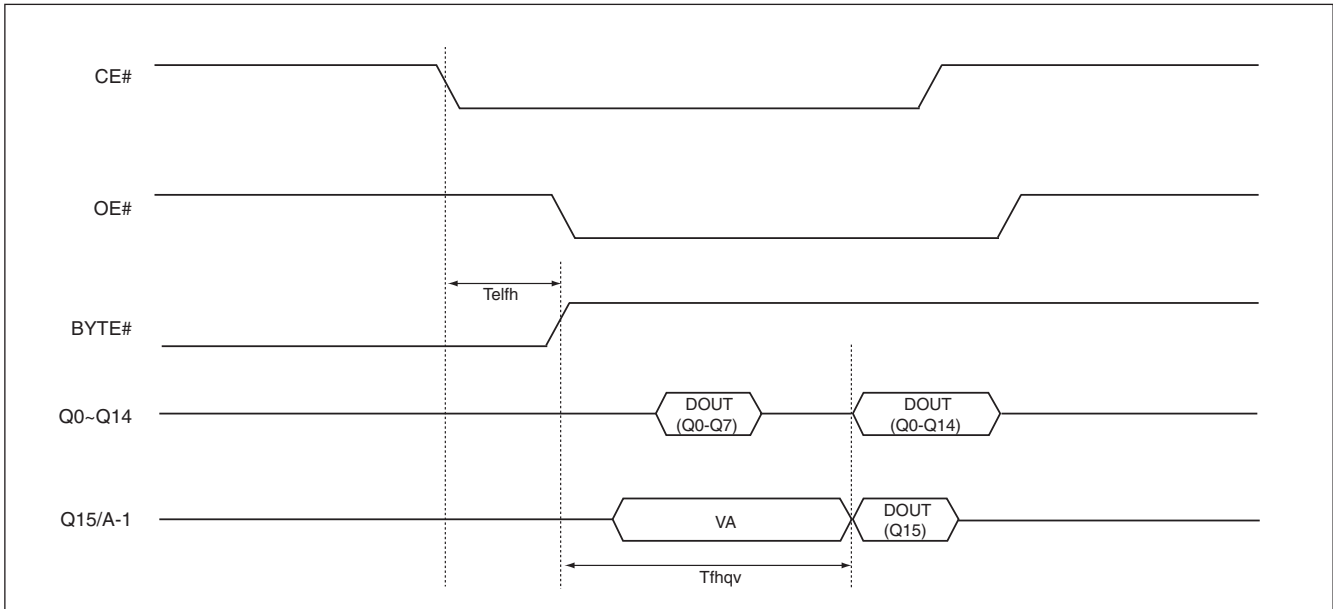 CE#
OE#
Telfh
BYTE#
Q0~Q14
DOUT
(Q0-Q7)
DOUT
(Q0-Q14)
Q15/A-1
VA
DOUT
(Q15)
Tfhqv